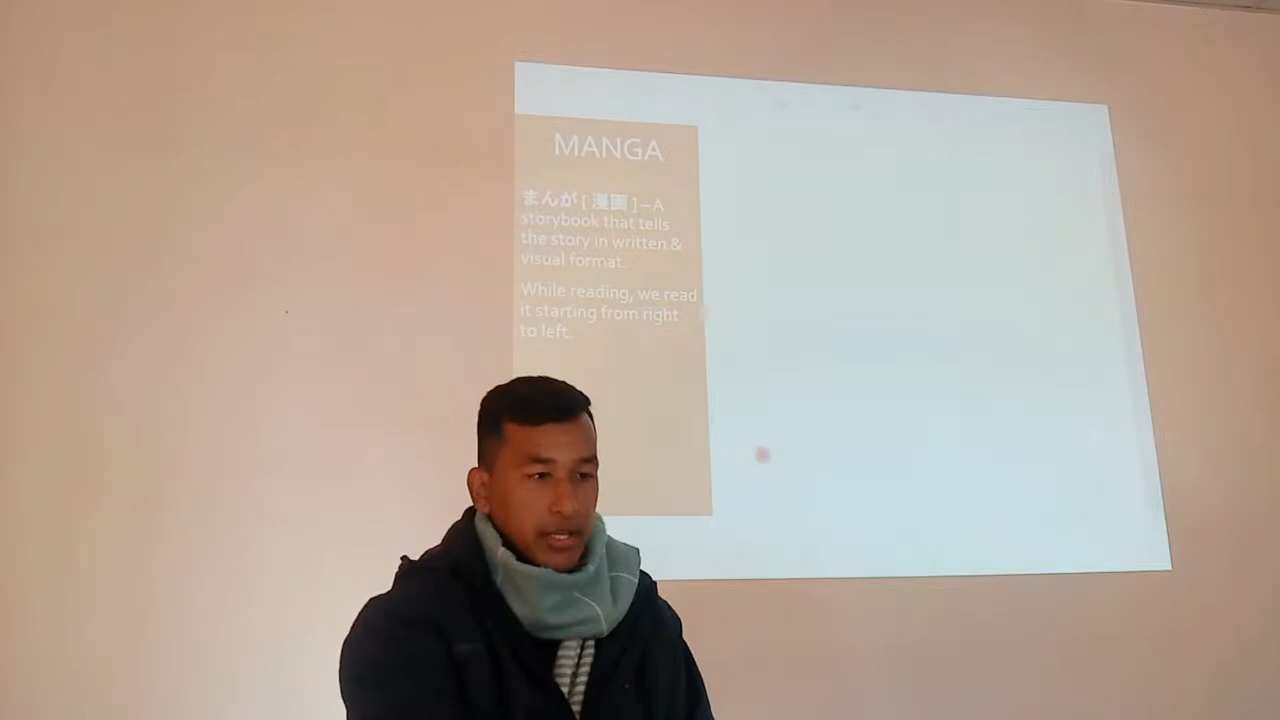 MANGA
まんが [ 漫画 ] – A
storybook that tells
the story in written &
visual format.
While reading, we read
it starting from right
to left.